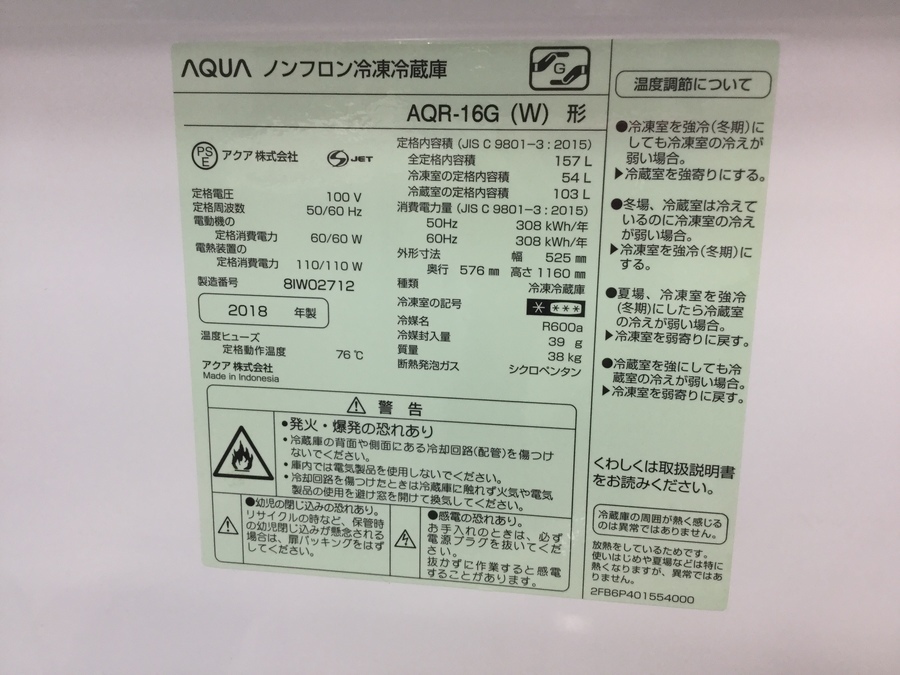 AQUA ノンフロン冷凍冷蔵庫
G
AQR-16G (W) 形
PS
E
アクア株式会社
S JET
定格電圧 100 V
定格周波数 50/60 Hz
電動機の
定格消費電力 60/60 W
電熱装置の
定格消費電力 110/110 W
製造番号 8IW02712
2018 年製
温度ヒューズ
定格動作温度 76℃
アクア株式会社
Made in Indonesia
定格内容積 (JIS C 9801-3 : 2015)
全定格内容積 157 L
冷凍室の定格内容積 54 L
冷蔵室の定格内容積 103 L
消費電力量 (JIS C 9801-3 : 2015)
50Hz 308 kWh/年
60Hz 308 kWh/年
外形寸法 幅 525 mm
奥行 576 mm 高さ 1160 mm
種類 冷凍冷蔵庫
冷凍室の記号 * ***
冷媒名 R600a
冷媒封入量 39 g
質量 38 kg
断熱発泡ガス シクロペンタン
警告
●発火・爆発の恐れあり
・冷蔵庫の背面や側面にある冷却回路(配管)を傷つけ
ないでください。
・庫内では電気製品を使用しないでください。
・冷却回路を傷つけたときは冷蔵庫に触れず火気や電気
製品の使用を避け窓を開けて換気してください。
●幼児の閉じ込みの恐れあり。
リサイクルの時など、保管時
の幼児閉じ込みが懸念される
場合は、扉パッキングをはず
してください。
●感電の恐れあり。
お手入れのときは、必ず
電源プラグを抜いてくだ
さい。
抜かずに作業すると感電
することがあります。
温度調節について
●冷凍室を強冷(冬期)に
しても冷凍室の冷えが
弱い場合。
▶冷蔵室を強寄りにする。
●冬場、冷蔵室は冷えて
いるのに冷凍室の冷え
が弱い場合。
▶冷凍室を強冷(冬期)に
する。
●夏場、冷凍室を強冷
(冬期)にしたら冷蔵室
の冷えが弱い場合。
▶冷凍室を弱寄りに戻す。
●冷蔵室を強にしても冷
蔵室の冷えが弱い場合。
▶冷凍室を弱寄りに戻す。
くわしくは取扱説明書
をお読みください。
冷蔵庫の周囲が熱く感じる
のは異常ではありません。
放熱をしているためです。
使いはじめや夏場などは特に
熱くなりますが、異常ではあ
りません。
2FB6P401554000